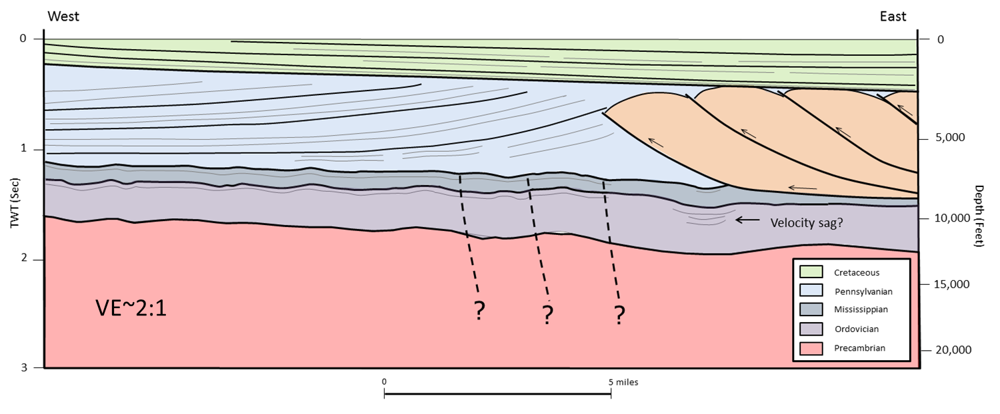 West
East
0
0
1
5,000
TWT (Sec)
Depth (Feet)
10,000
Velocity sag?
2
Cretaceous
15,000
Pennsylvanian
VE~2:1
Mississippian
? ? ?
Ordovician
Precambrian
20,000
3
0
5 miles